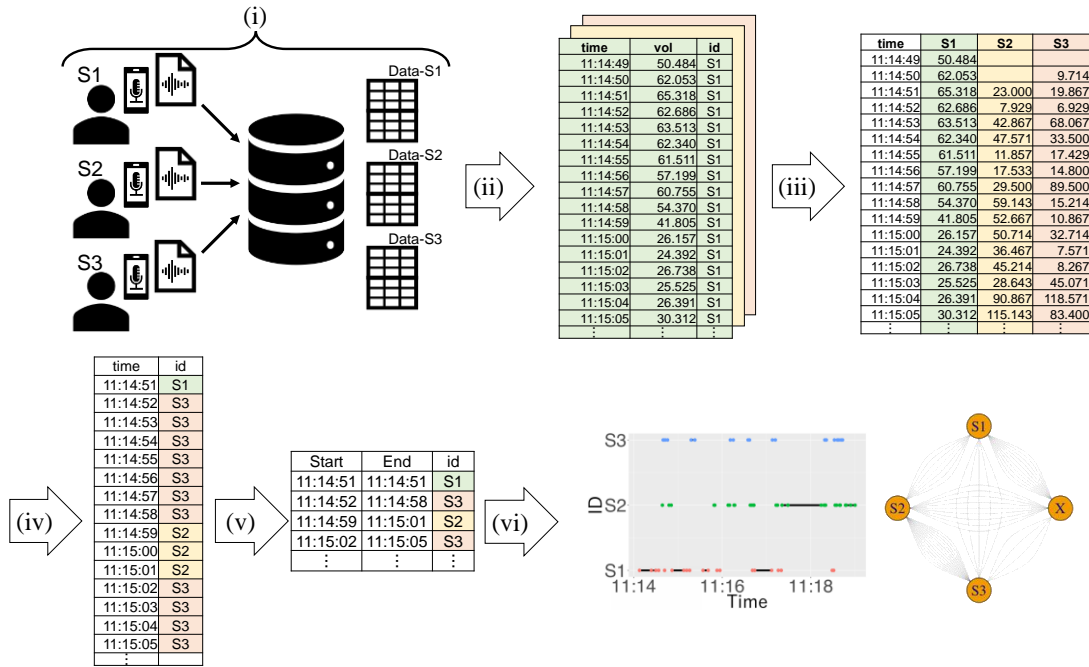 (i)
S1
S2
S3
Data-S1
Data-S2
Data-S3
(ii)
time vol id
11:14:49 50.484 S1
11:14:50 62.053 S1
11:14:51 65.318 S1
11:14:52 62.686 S1
11:14:53 63.513 S1
11:14:54 62.340 S1
11:14:55 61.511 S1
11:14:56 57.199 S1
11:14:57 60.755 S1
11:14:58 54.370 S1
11:14:59 41.805 S1
11:15:00 26.157 S1
11:15:01 24.392 S1
11:15:02 26.738 S1
11:15:03 25.525 S1
11:15:04 26.391 S1
11:15:05 30.312 S1
⋮ ⋮ ⋮
(iii)
time S1 S2 S3
11:14:49 50.484
11:14:50 62.053 9.714
11:14:51 65.318 23.000 19.867
11:14:52 62.686 7.929 6.929
11:14:53 63.513 42.867 68.067
11:14:54 62.340 47.571 33.500
11:14:55 61.511 11.857 17.429
11:14:56 57.199 17.533 14.800
11:14:57 60.755 29.500 89.500
11:14:58 54.370 59.143 15.214
11:14:59 41.805 52.667 10.867
11:15:00 26.157 50.714 32.714
11:15:01 24.392 36.467 7.571
11:15:02 26.738 45.214 8.267
11:15:03 25.525 28.643 45.071
11:15:04 26.391 90.867 118.571
11:15:05 30.312 115.143 83.400
⋮ ⋮ ⋮ ⋮
(iv)
time id
11:14:51 S1
11:14:52 S3
11:14:53 S3
11:14:54 S3
11:14:55 S3
11:14:56 S3
11:14:57 S3
11:14:58 S3
11:14:59 S2
11:15:00 S2
11:15:01 S2
11:15:02 S3
11:15:03 S3
11:15:04 S3
11:15:05 S3
⋮
(v)
Start End id
11:14:51 11:14:51 S1
11:14:52 11:14:58 S3
11:14:59 11:15:01 S2
11:15:02 11:15:05 S3
⋮ ⋮ ⋮
(vi)
ID
S3
S2
S1
11:14 11:16 11:18
Time
S1
S2
X
S3